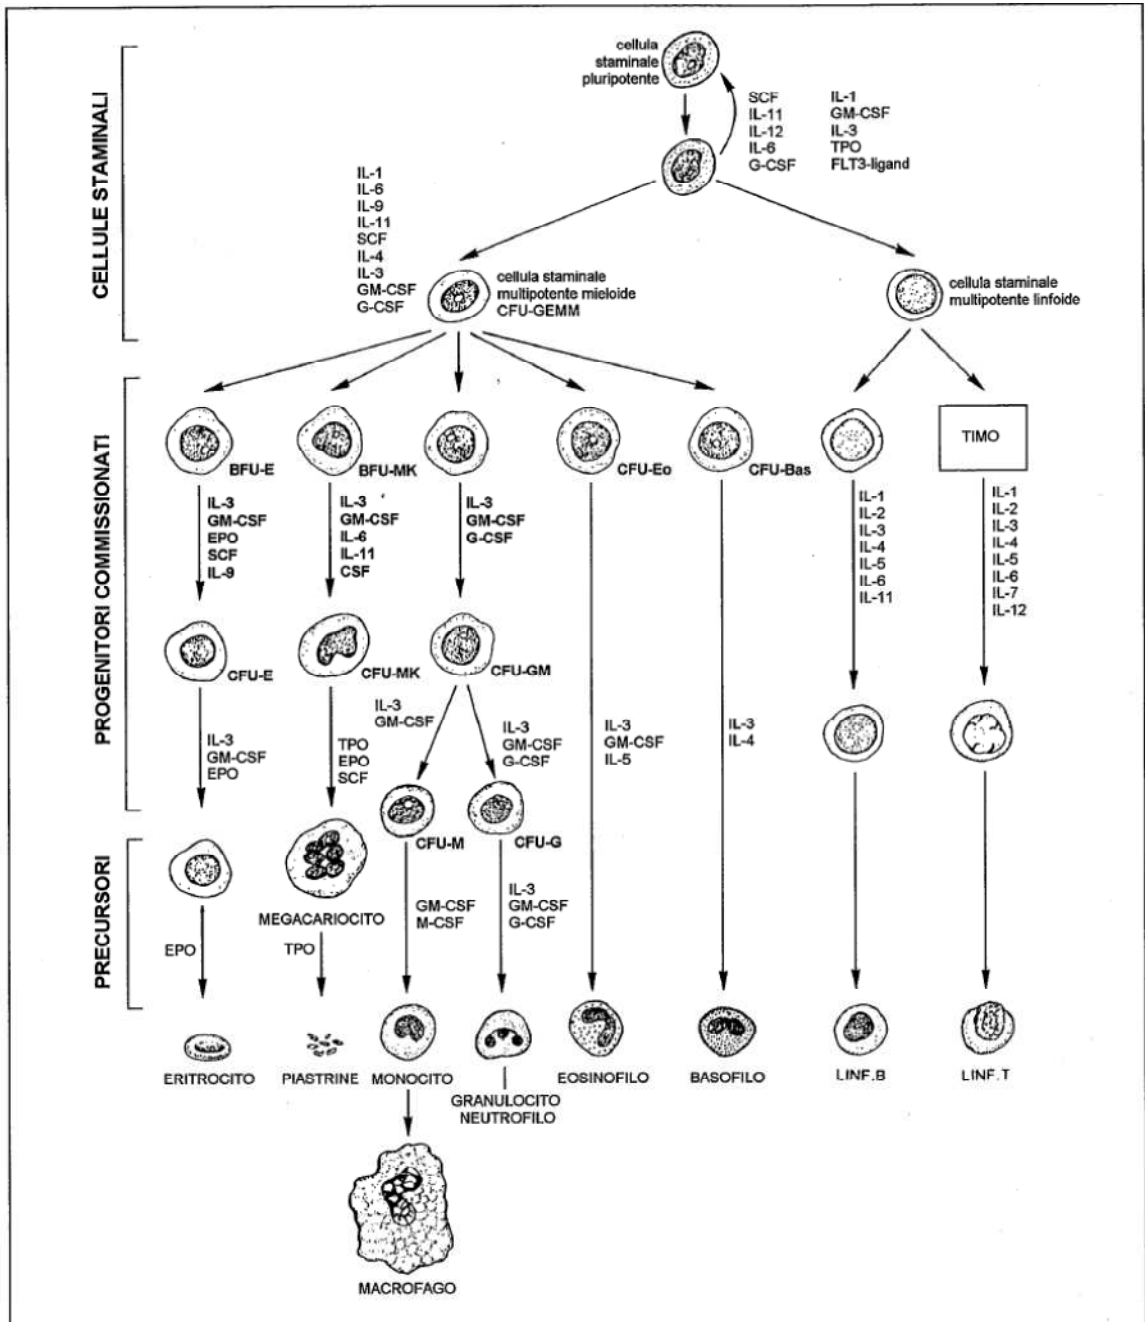 CELLULE STAMINALI
PROGENITORI COMMISSIONATI
PRECURSORI
cellula
staminale
pluripotente
SCF
IL-11
IL-12
IL-6
G-CSF
IL-1
GM-CSF
IL-3
TPO
FLT3-ligand
IL-1
IL-6
IL-9
IL-11
SCF
IL-4
IL-3
GM-CSF
G-CSF
cellula staminale
multipotente mieloide
CFU-GEMM
cellula staminale
multipotente linfoide
BFU-E
BFU-MK
CFU-Eo
CFU-Bas
TIMO
IL-3
GM-CSF
EPO
SCF
IL-9
IL-3
GM-CSF
IL-6
IL-11
CSF
IL-3
GM-CSF
G-CSF
IL-1
IL-2
IL-3
IL-4
IL-5
IL-6
IL-11
IL-1
IL-2
IL-3
IL-4
IL-5
IL-6
IL-7
IL-12
CFU-E
CFU-MK
CFU-GM
IL-3
GM-CSF
EPO
TPO
EPO
SCF
IL-3
GM-CSF
IL-3
GM-CSF
G-CSF
IL-3
GM-CSF
IL-5
IL-3
IL-4
CFU-M
CFU-G
MEGACARIOCITO
EPO
TPO
GM-CSF
M-CSF
IL-3
GM-CSF
G-CSF
ERITROCITO
PIASTRINE
MONOCITO
GRANULOCITO
NEUTROFILO
EOSINOFILO
BASOFILO
LINF.B
LINF.T
MACROFAGO